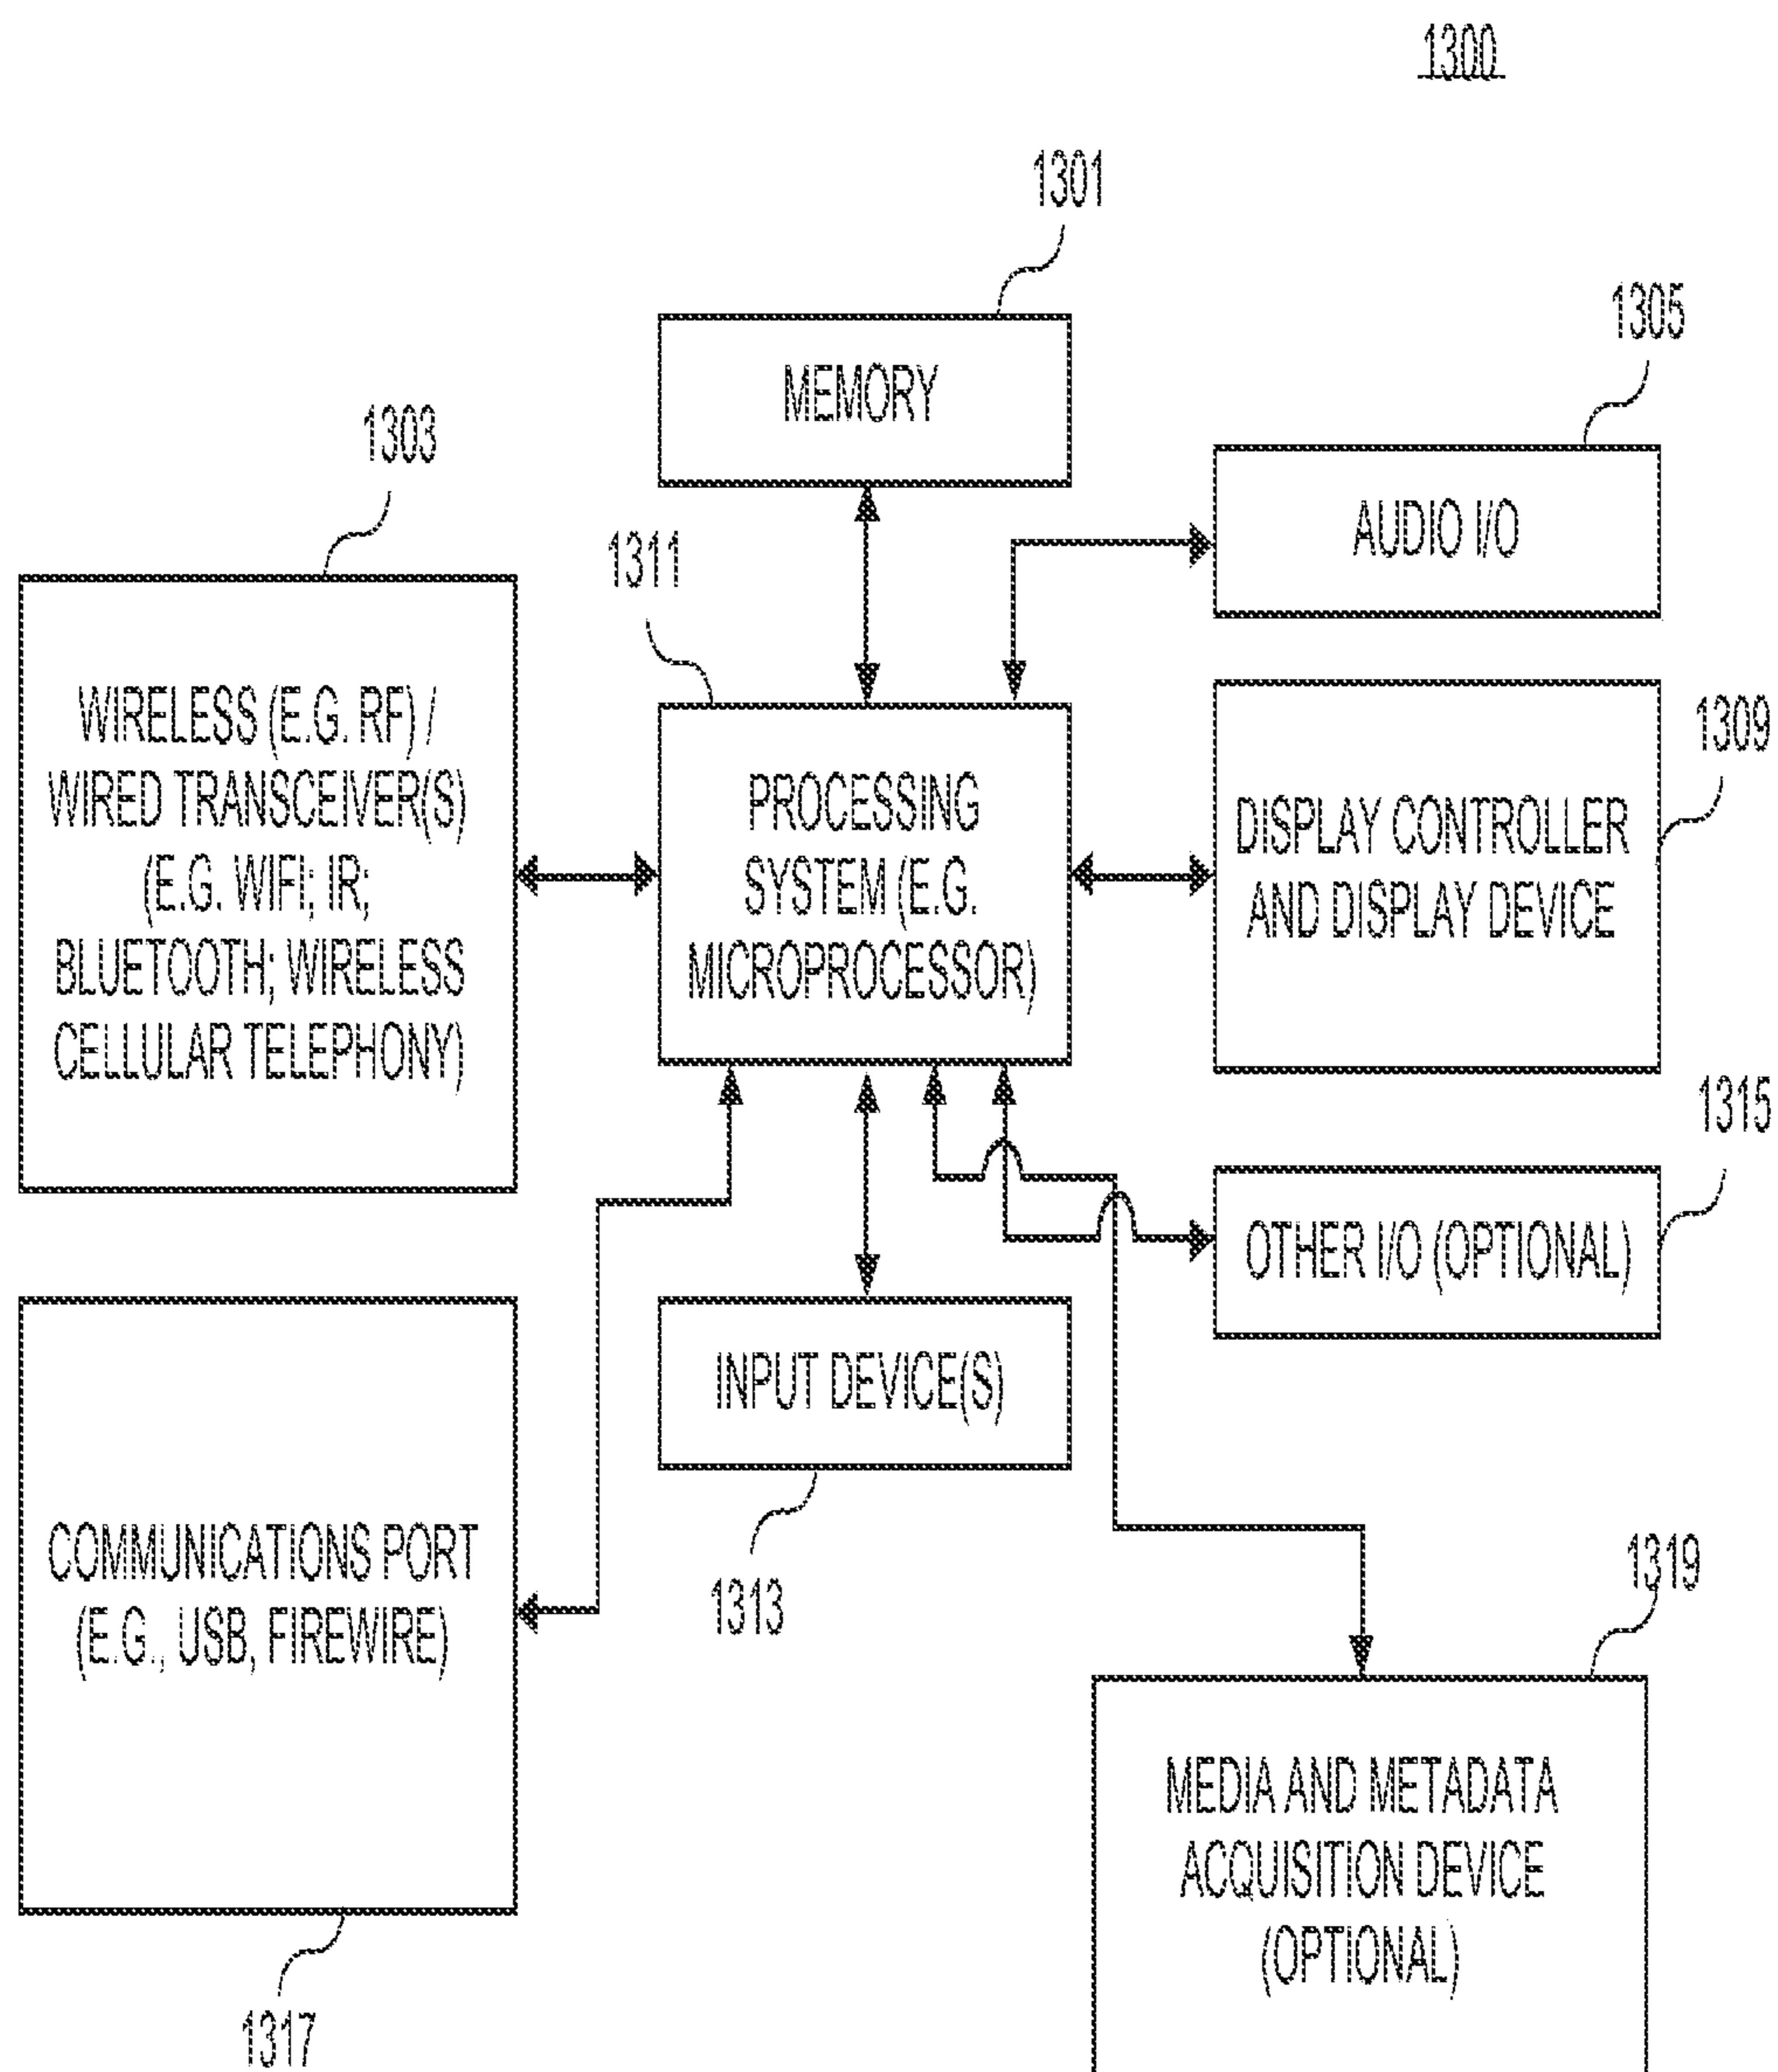 1300
1301
MEMORY
1305
AUDIO I/O
1303
WIRELESS (E.G. RF) /
WIRED TRANSCEIVER(S)
(E.G. WIFI; IR;
BLUETOOTH; WIRELESS
CELLULAR TELEPHONY)
1311
PROCESSING
SYSTEM (E.G.
MICROPROCESSOR)
1309
DISPLAY CONTROLLER
AND DISPLAY DEVICE
1315
OTHER I/O (OPTIONAL)
INPUT DEVICE(S)
1313
COMMUNICATIONS PORT
(E.G., USB, FIREWIRE)
1317
1319
MEDIA AND METADATA
ACQUISITION DEVICE
(OPTIONAL)